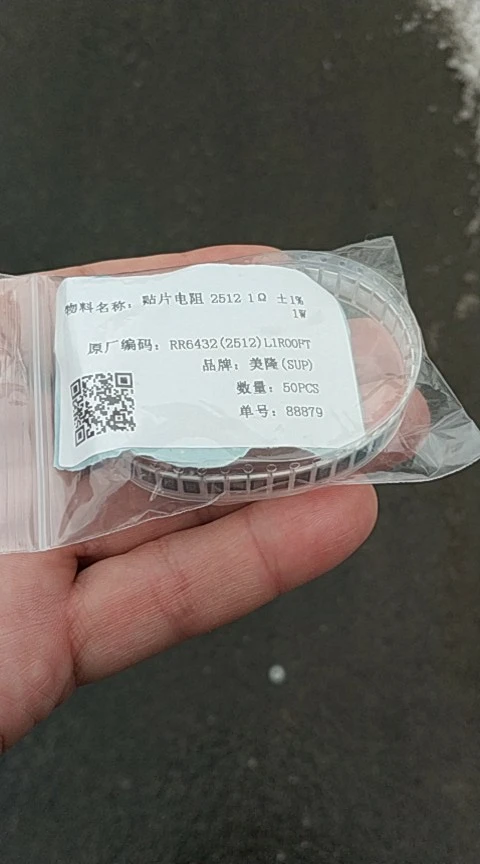 物料名称: 贴片电阻 2512 1Ω ±1%
1W
原厂编码: RR6432(2512)L1R00FT
品牌: 美隆(SUP)
数量: 50PCS
单号: 88879